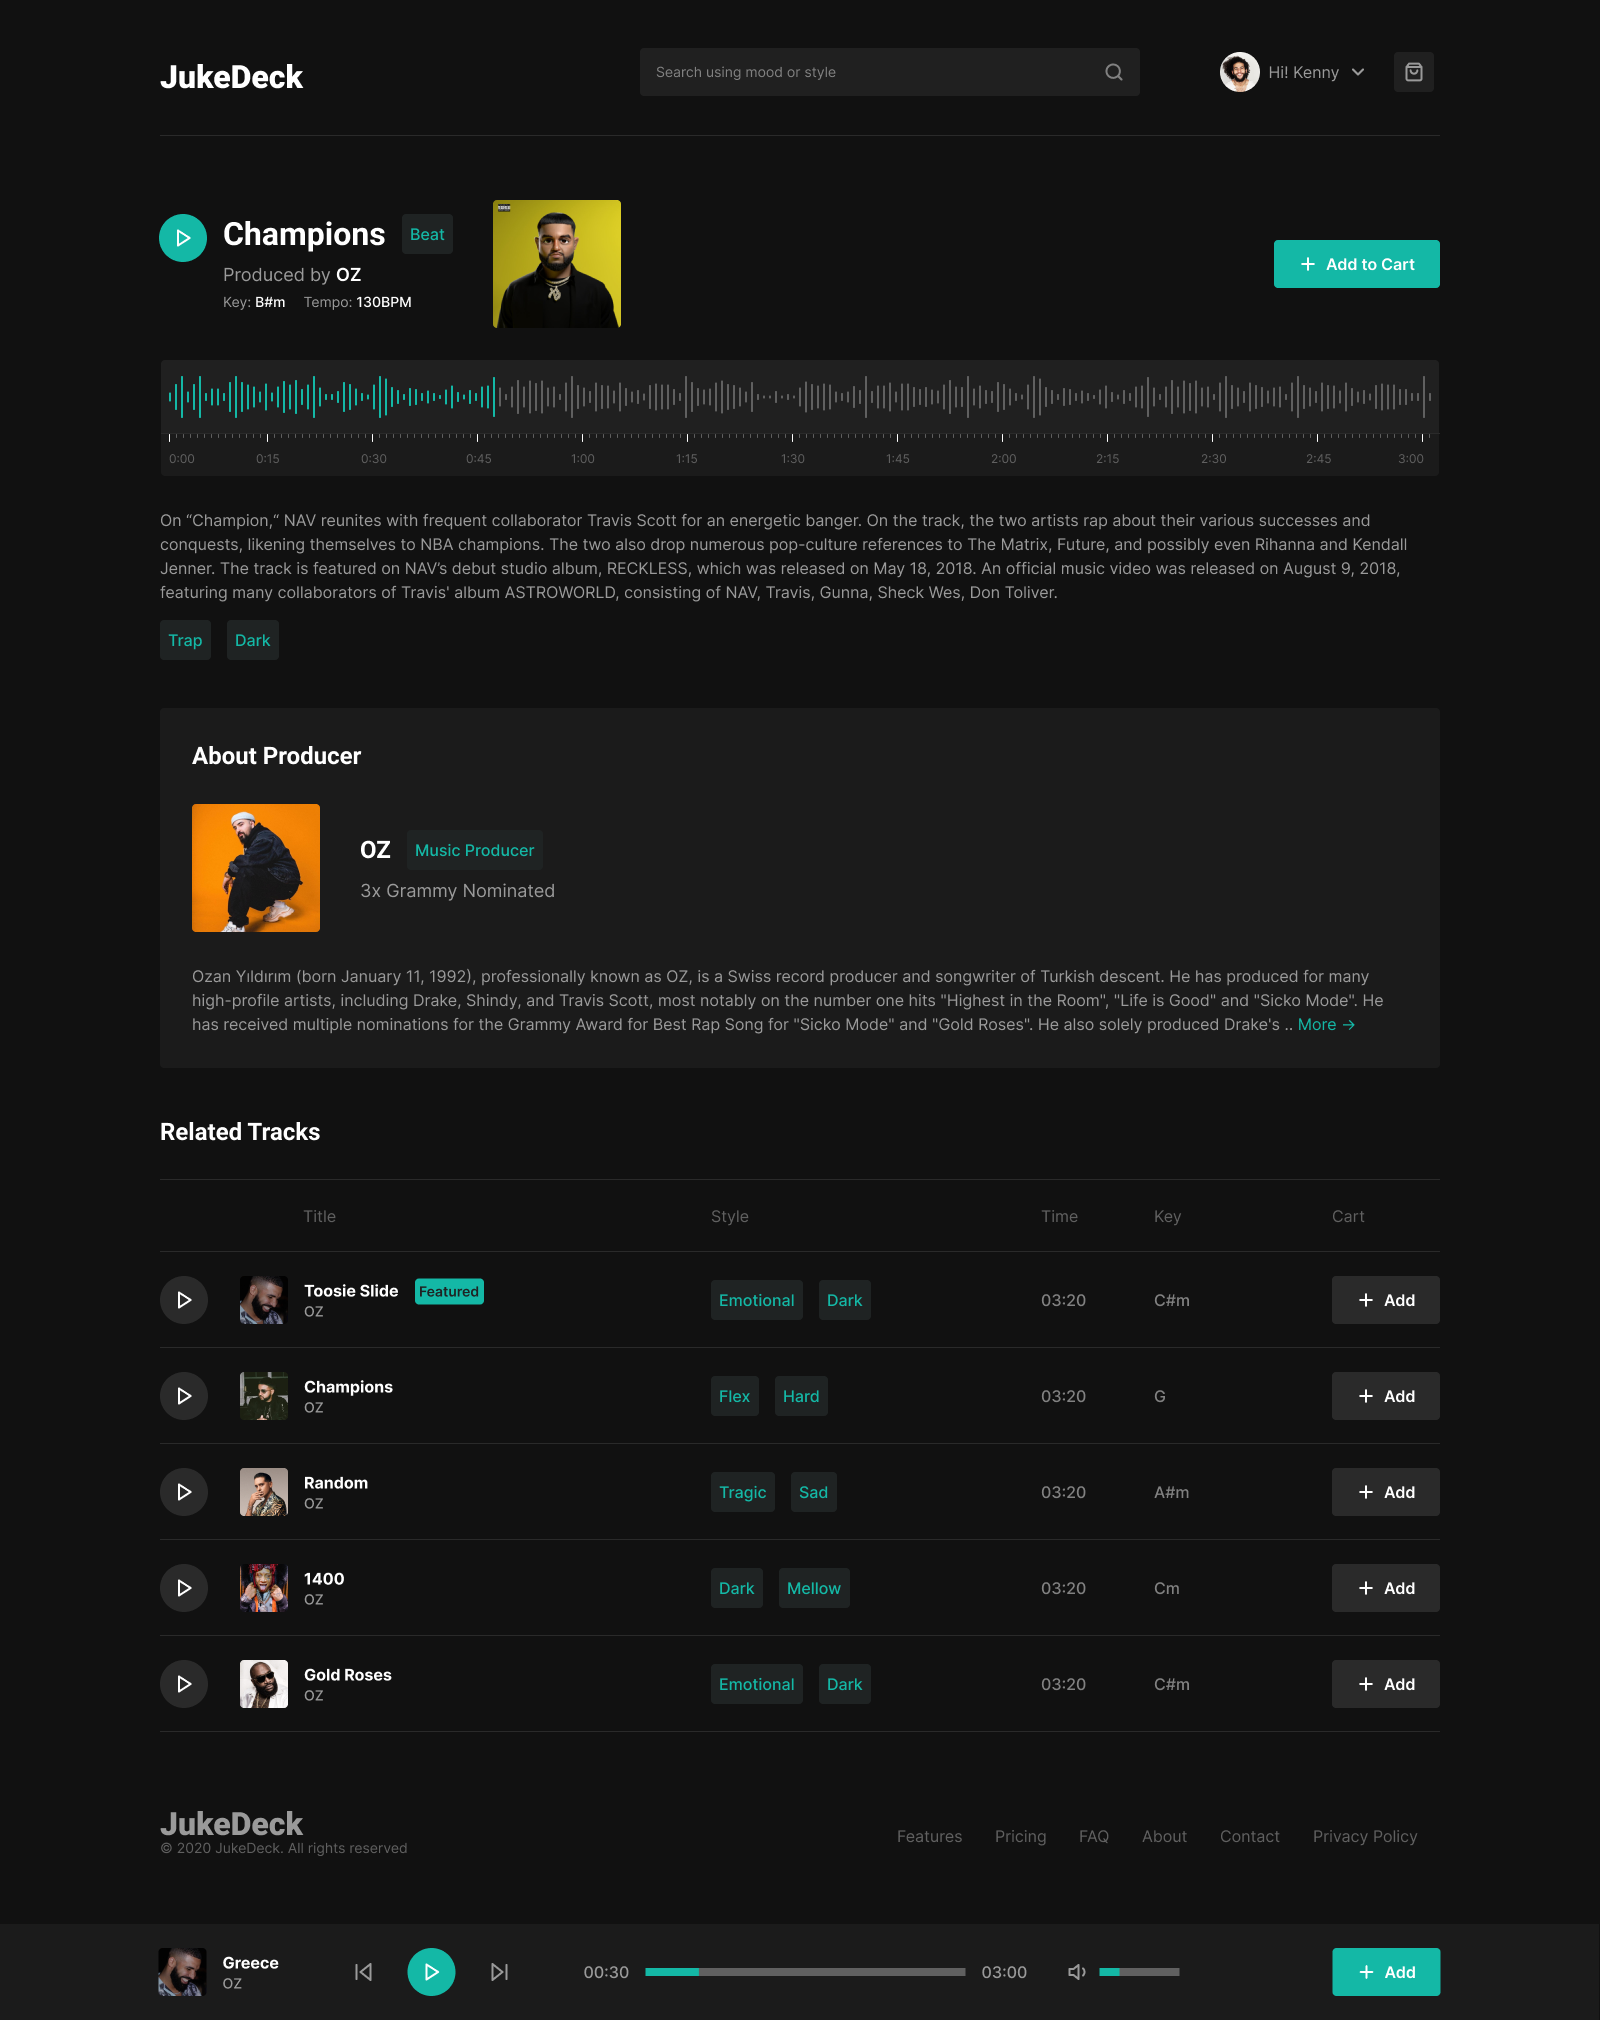 JukeDeck
Search using mood or style
Hi! Kenny
Champions
Beat
Produced by OZ
Key: B#m Tempo: 130BPM
Add to Cart
0:00 0:15 0:30 0:45 1:00 1:15 1:30 1:45 2:00 2:15 2:30 2:45 3:00
On “Champion,“ NAV reunites with frequent collaborator Travis Scott for an energetic banger. On the track, the two artists rap about their various successes and
conquests, likening themselves to NBA champions. The two also drop numerous pop-culture references to The Matrix, Future, and possibly even Rihanna and Kendall
Jenner. The track is featured on NAV’s debut studio album, RECKLESS, which was released on May 18, 2018. An official music video was released on August 9, 2018,
featuring many collaborators of Travis' album ASTROWORLD, consisting of NAV, Travis, Gunna, Sheck Wes, Don Toliver.
Trap Dark
About Producer
OZ Music Producer
3x Grammy Nominated
Ozan Yıldırım (born January 11, 1992), professionally known as OZ, is a Swiss record producer and songwriter of Turkish descent. He has produced for many
high-profile artists, including Drake, Shindy, and Travis Scott, most notably on the number one hits "Highest in the Room", "Life is Good" and "Sicko Mode". He
has received multiple nominations for the Grammy Award for Best Rap Song for "Sicko Mode" and "Gold Roses". He also solely produced Drake's .. More →
Related Tracks
Title Style Time Key Cart
Toosie Slide Featured
OZ
Emotional Dark 03:20 C#m + Add
Champions
OZ
Flex Hard 03:20 G + Add
Random
OZ
Tragic Sad 03:20 A#m + Add
1400
OZ
Dark Mellow 03:20 Cm + Add
Gold Roses
OZ
Emotional Dark 03:20 C#m + Add
JukeDeck
© 2020 JukeDeck. All rights reserved
Features Pricing FAQ About Contact Privacy Policy
Greece
OZ
00:30 03:00
+ Add